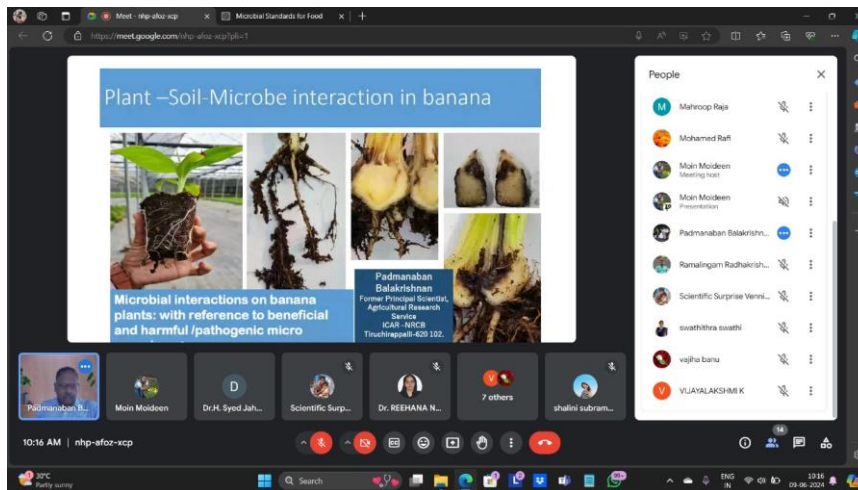 Meet - nhp-afoz-xcp
Microbial Standards for Food
https://meet.google.com/nhp-afoz-xcp?pli=1
Plant –Soil-Microbe interaction in banana
Microbial interactions on banana
plants: with reference to beneficial
and harmful /pathogenic micro
Padmanaban
Balakrishnan
Former Principal Scientist,
Agricultural Research
Service
ICAR –NRCB
Tiruchirappalli-620 102.
People
M
Mahroop Raja
Mohamed Rafi
Moin Moideen
Meeting host
Moin Moideen
Presentation
Padmanaban Balakrishn...
Ramalingam Radhakrish...
Scientific Surprise Venni...
swathithra swathi
vajiha banu
V
VIJAYALAKSHMI K
Padmanaban B...
Moin Moideen
D
Dr.H. Syed Jah...
Scientific Surp...
Dr. REEHANA N...
V
7 others
shalini subram...
10:16 AM | nhp-afoz-xcp
14
30°C
Partly sunny
Search
99+
ENG
IN
10:16
09-06-2024